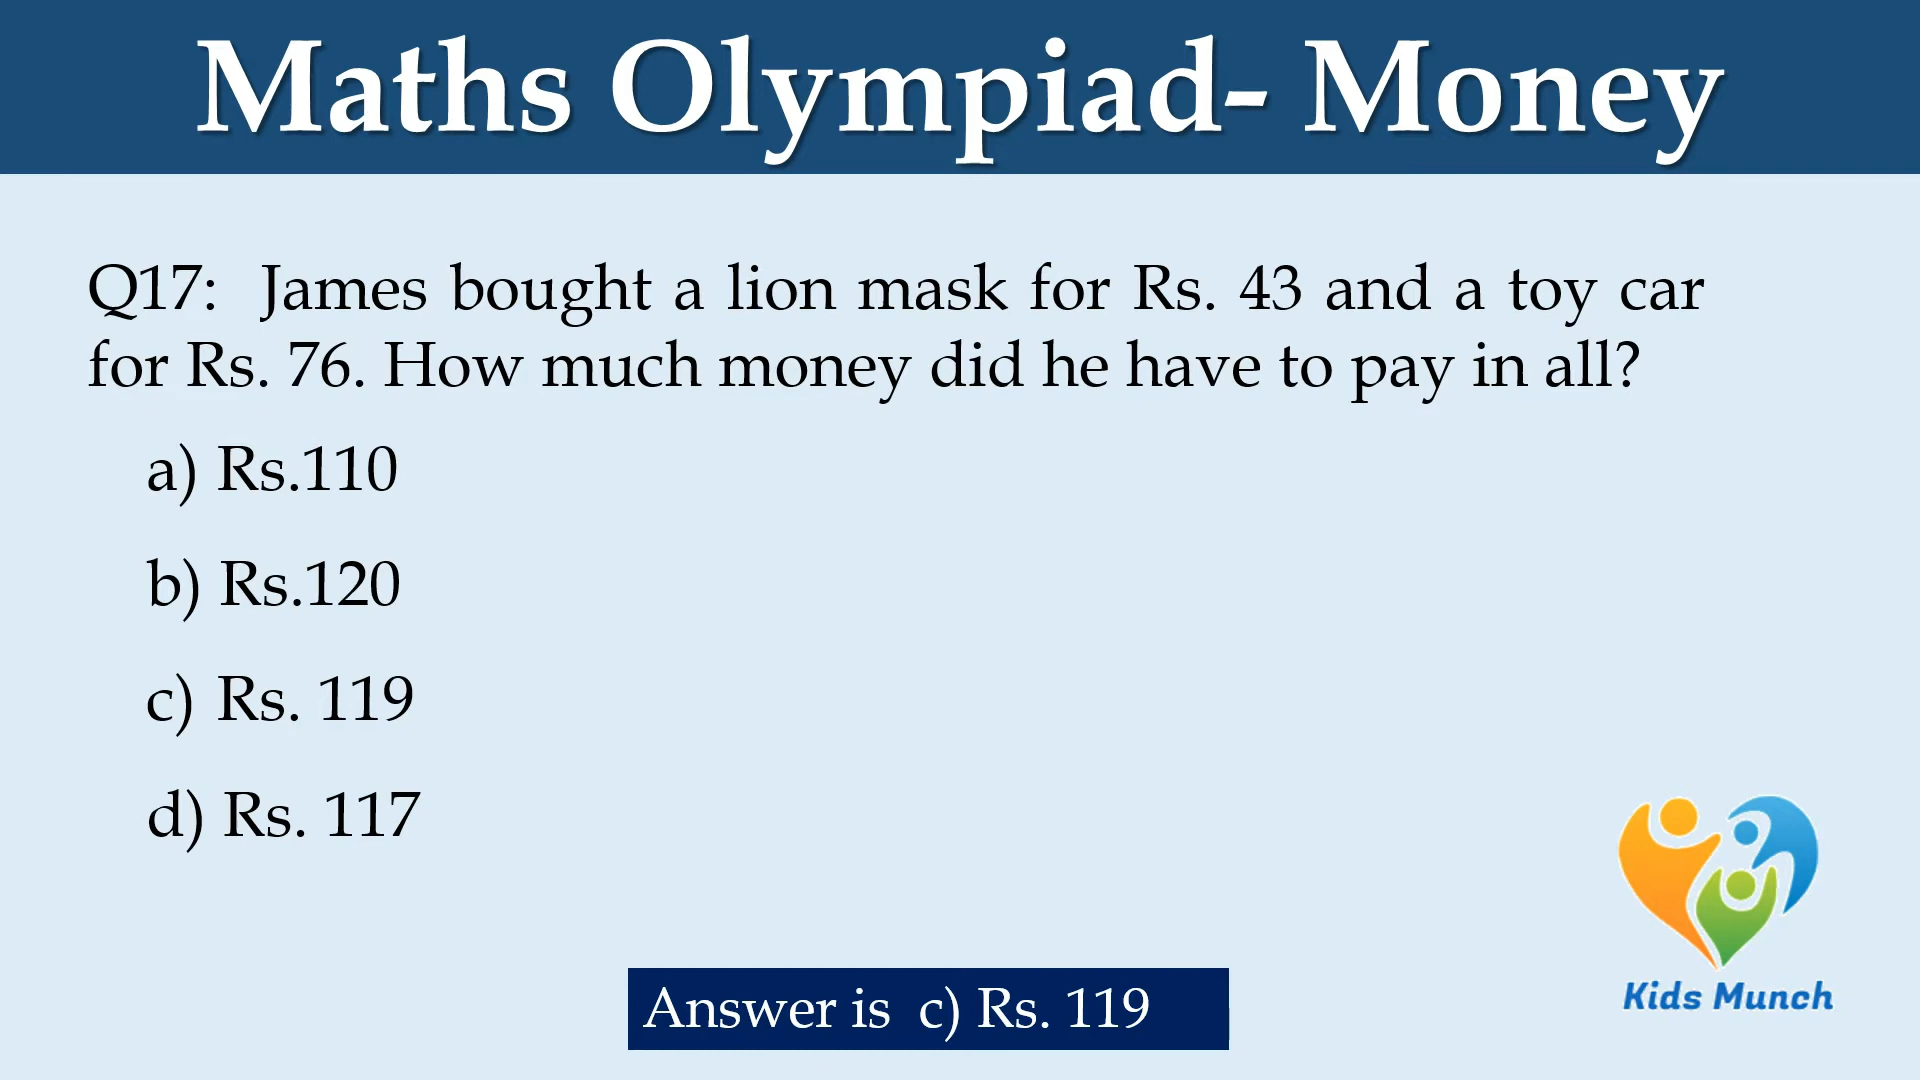 Maths Olympiad- Money
Q17: James bought a lion mask for Rs. 43 and a toy car
for Rs. 76. How much money did he have to pay in all?
a) Rs.110
b) Rs.120
c) Rs. 119
d) Rs. 117
Kids Munch
Answer is c) Rs. 119